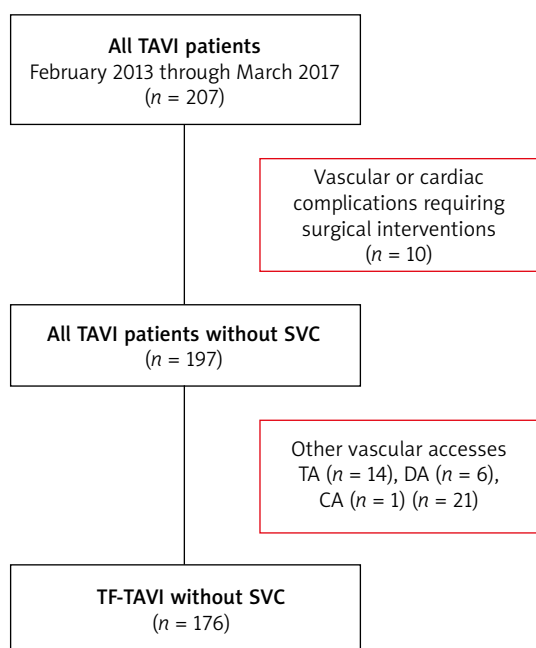 All TAVI patients
February 2013 through March 2017
(n = 207)
Vascular or cardiac
complications requiring
surgical interventions
(n = 10)
All TAVI patients without SVC
(n = 197)
Other vascular accesses
TA (n = 14), DA (n = 6),
CA (n = 1) (n = 21)
TF-TAVI without SVC
(n = 176)